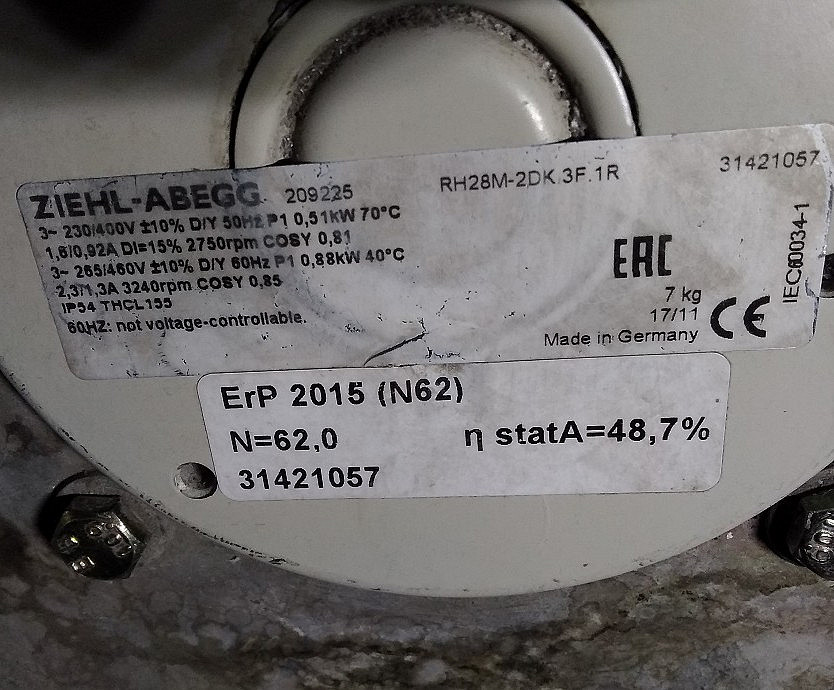 ZIEHL-ABEGG 209225 RH28M-2DK.3F.1R 31421057
3~ 230/400V ±10% D/Y 50Hz P1 0,51kW 70°C
1,6/0,92A DI=15% 2750rpm COSY 0,81
3~ 265/460V ±10% D/Y 60Hz P1 0,88kW 40°C
2,3/1,3A 3240rpm COSY 0,85
IP54 THCL155
60HZ: not voltage-controllable.
EAC
7 kg
17/11
Made in Germany
CE
IEC60034-1
ErP 2015 (N62)
N=62,0 η statA=48,7%
31421057